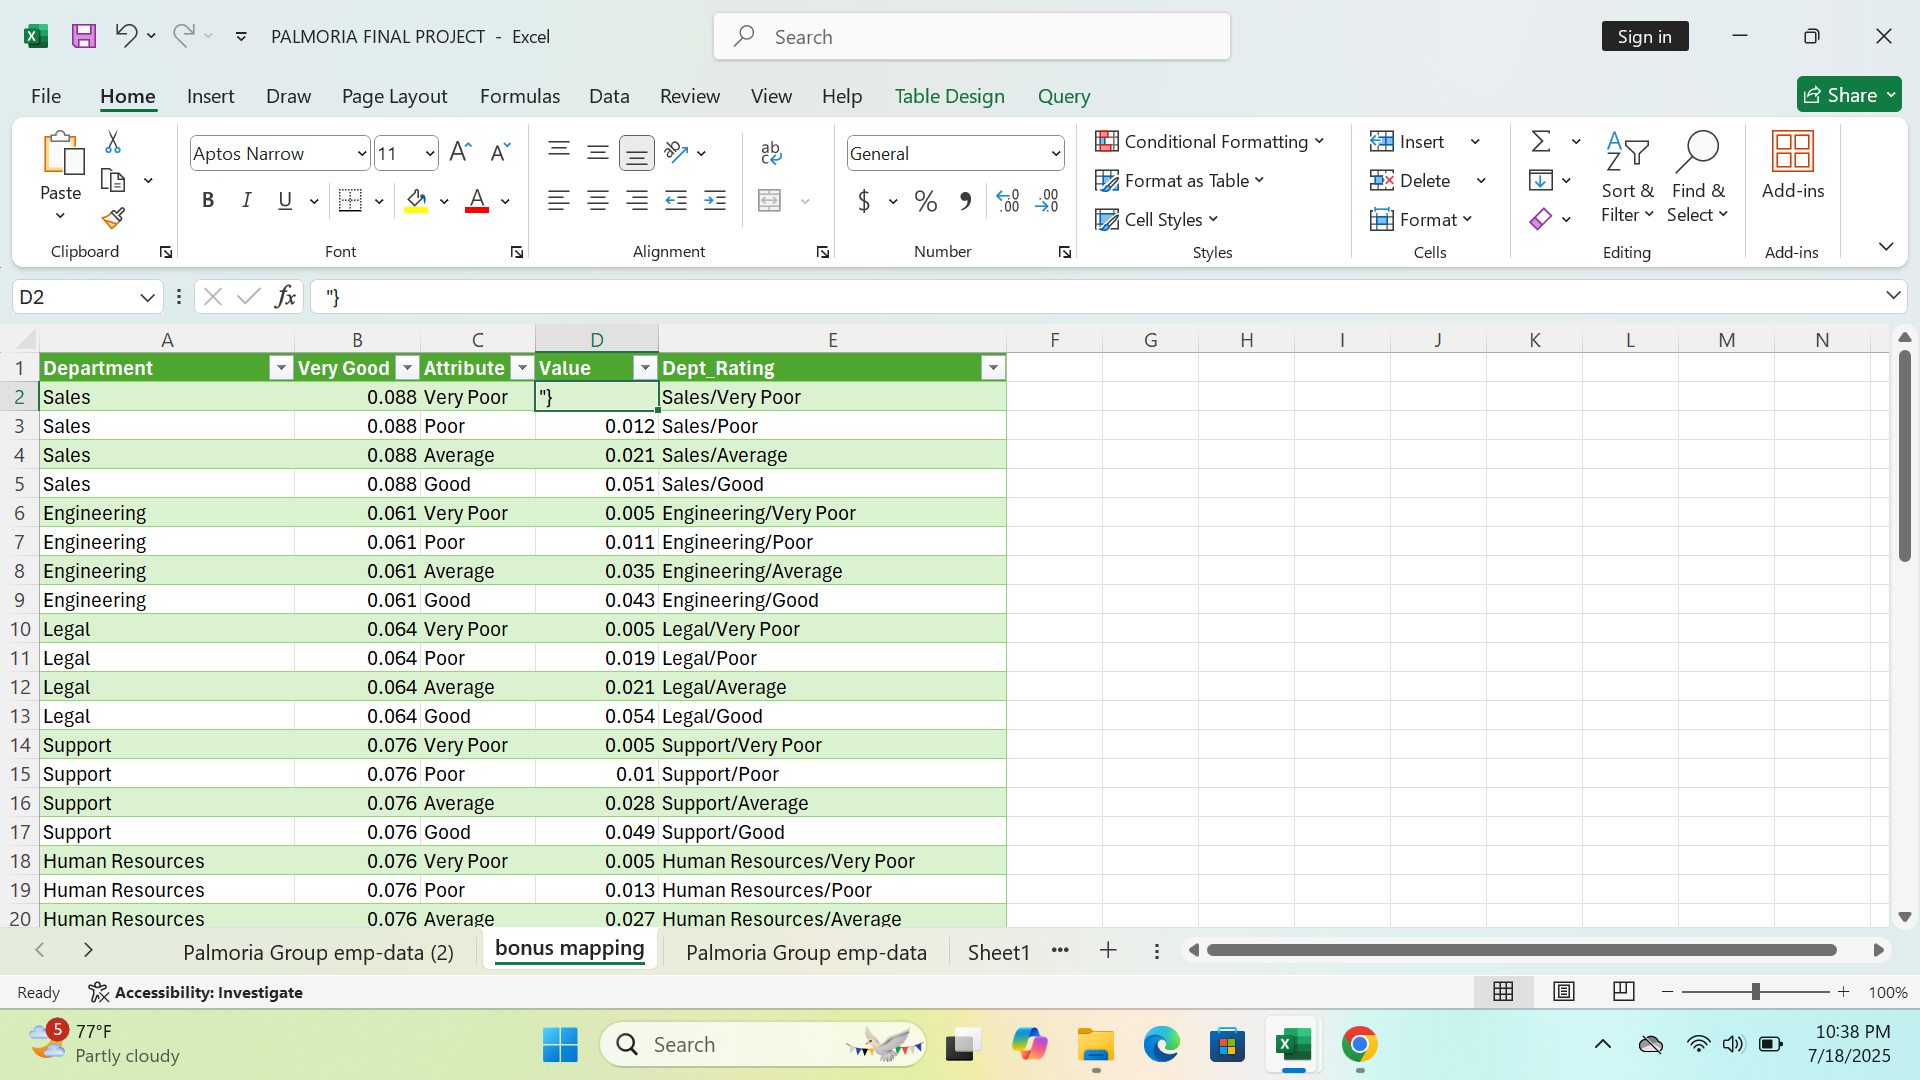 PALMORIA FINAL PROJECT - Excel
Search
Sign in
File Home Insert Draw Page Layout Formulas Data Review View Help Table Design Query
Share
Paste
Clipboard
Aptos Narrow 11
B I U A
Font
ab
Alignment
General
$ % 9 .00 .00
Number
Conditional Formatting
Format as Table
Cell Styles
Styles
Insert
Delete
Format
Cells
Sort & Filter
Find & Select
Editing
Add-ins
Add-ins
D2 fx "}
A B C D E F G H I J K L M N
1 Department Very Good Attribute Value Dept_Rating
2 Sales 0.088 Very Poor "} Sales/Very Poor
3 Sales 0.088 Poor 0.012 Sales/Poor
4 Sales 0.088 Average 0.021 Sales/Average
5 Sales 0.088 Good 0.051 Sales/Good
6 Engineering 0.061 Very Poor 0.005 Engineering/Very Poor
7 Engineering 0.061 Poor 0.011 Engineering/Poor
8 Engineering 0.061 Average 0.035 Engineering/Average
9 Engineering 0.061 Good 0.043 Engineering/Good
10 Legal 0.064 Very Poor 0.005 Legal/Very Poor
11 Legal 0.064 Poor 0.019 Legal/Poor
12 Legal 0.064 Average 0.021 Legal/Average
13 Legal 0.064 Good 0.054 Legal/Good
14 Support 0.076 Very Poor 0.005 Support/Very Poor
15 Support 0.076 Poor 0.01 Support/Poor
16 Support 0.076 Average 0.028 Support/Average
17 Support 0.076 Good 0.049 Support/Good
18 Human Resources 0.076 Very Poor 0.005 Human Resources/Very Poor
19 Human Resources 0.076 Poor 0.013 Human Resources/Poor
20 Human Resources 0.076 Average 0.027 Human Resources/Average
Palmoria Group emp-data (2) bonus mapping Palmoria Group emp-data Sheet1 ...
Ready Accessibility: Investigate 100%
5 77°F
Partly cloudy
Search
10:38 PM
7/18/2025